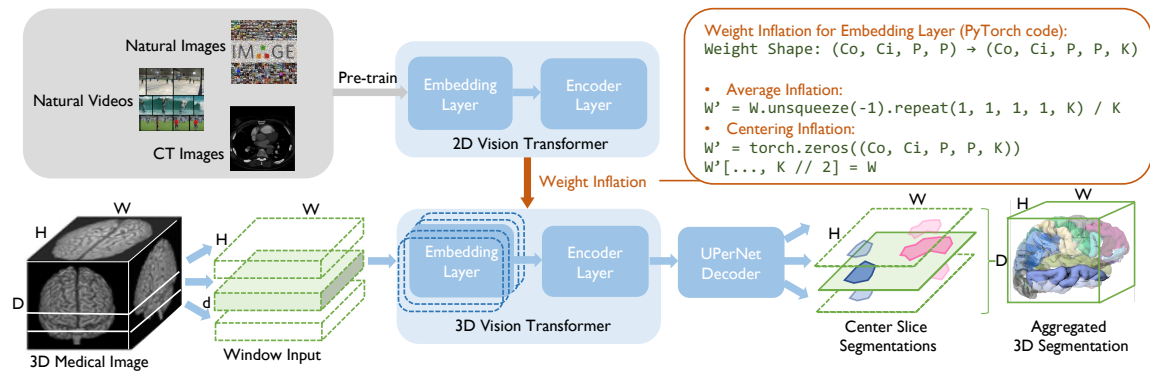 Natural Images
IMAGE
Natural Videos
CT Images
Pre-train
Embedding
Layer
Encoder
Layer
2D Vision Transformer
Weight Inflation
Weight Inflation for Embedding Layer (PyTorch code):
Weight Shape: (Co, Ci, P, P) → (Co, Ci, P, P, K)
• Average Inflation:
W’ = W.unsqueeze(-1).repeat(1, 1, 1, 1, K) / K
• Centering Inflation:
W’ = torch.zeros((Co, Ci, P, P, K))
W’[..., K // 2] = W
W
H
D
3D Medical Image
W
H
d
Window Input
Embedding
Layer
Encoder
Layer
3D Vision Transformer
UPerNet
Decoder
W
H
D
Center Slice
Segmentations
W
H
Aggregated
3D Segmentation